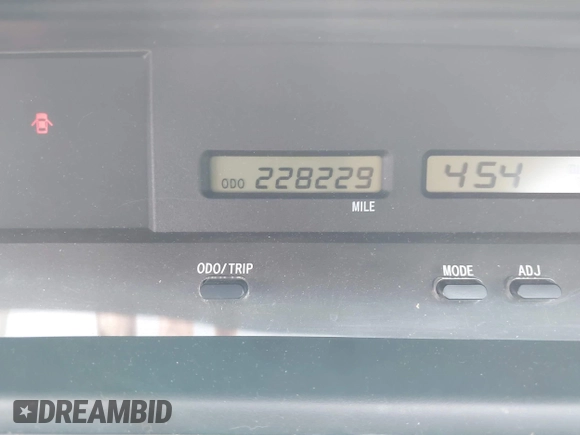 ODO 228229
454
MILE
ODO/TRIP
MODE
ADJ
DREAMBID